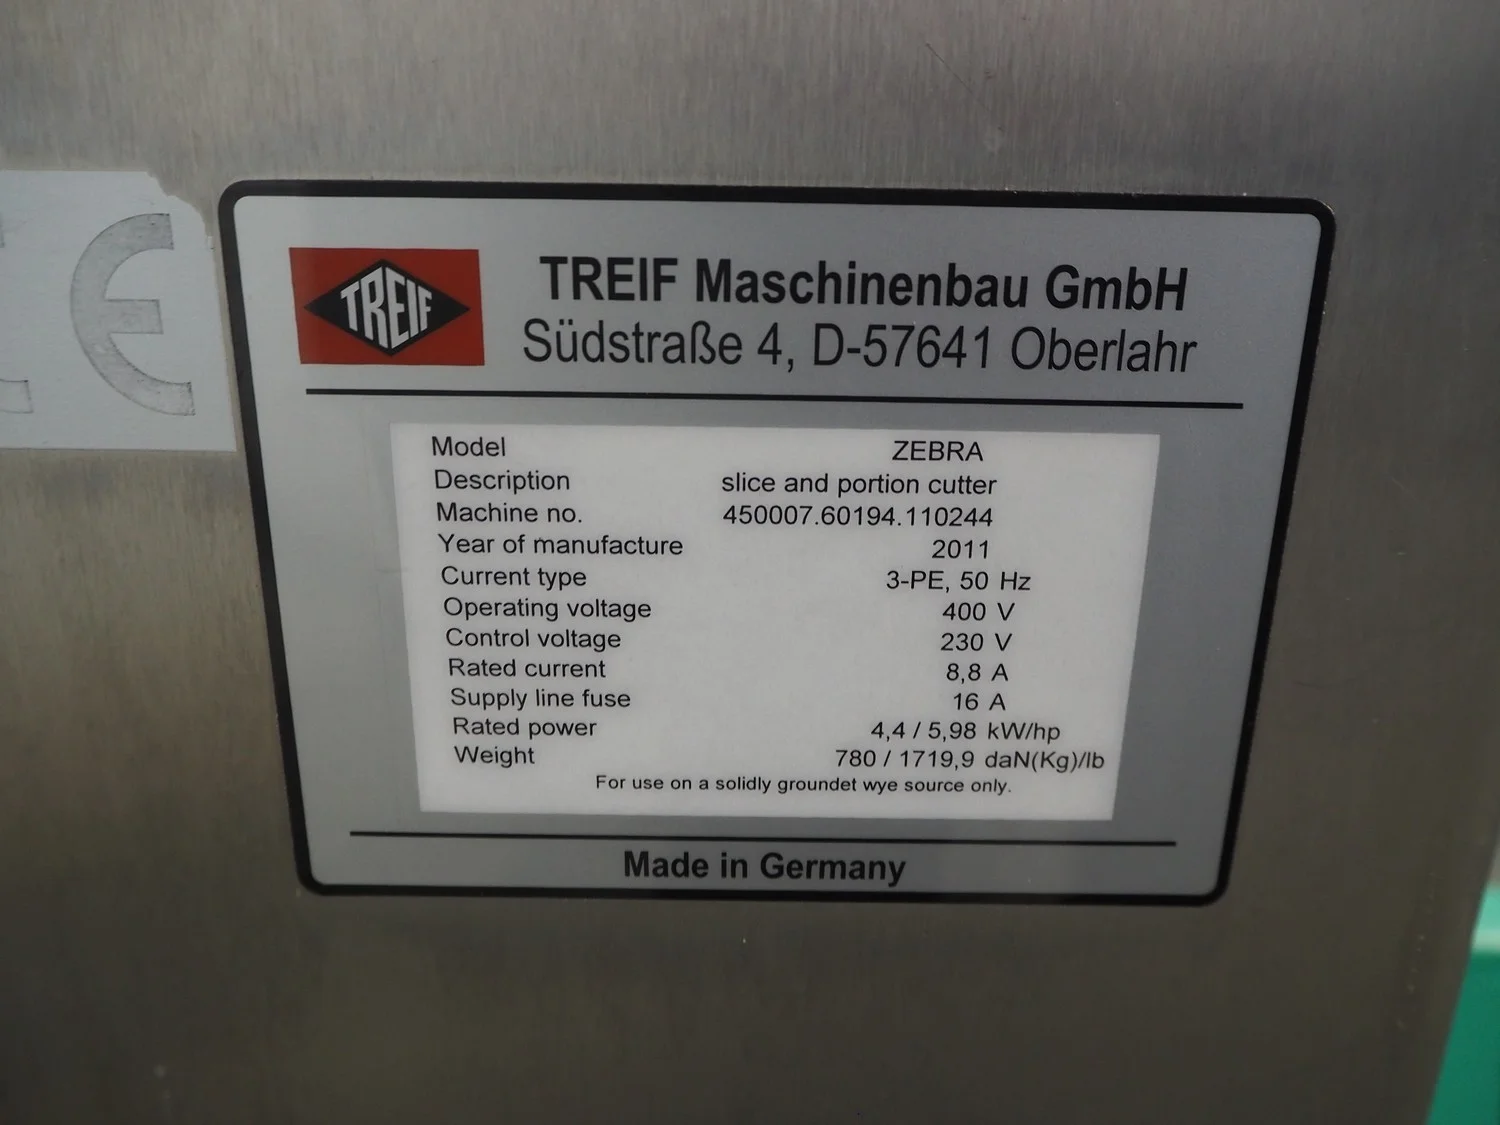 CE
TREIF
TREIF Maschinenbau GmbH
Südstraße 4, D-57641 Oberlahr
Model ZEBRA
Description slice and portion cutter
Machine no. 450007.60194.110244
Year of manufacture 2011
Current type 3-PE, 50 Hz
Operating voltage 400 V
Control voltage 230 V
Rated current 8,8 A
Supply line fuse 16 A
Rated power 4,4 / 5,98 kW/hp
Weight 780 / 1719,9 daN(Kg)/lb
For use on a solidly groundet wye source only.
Made in Germany